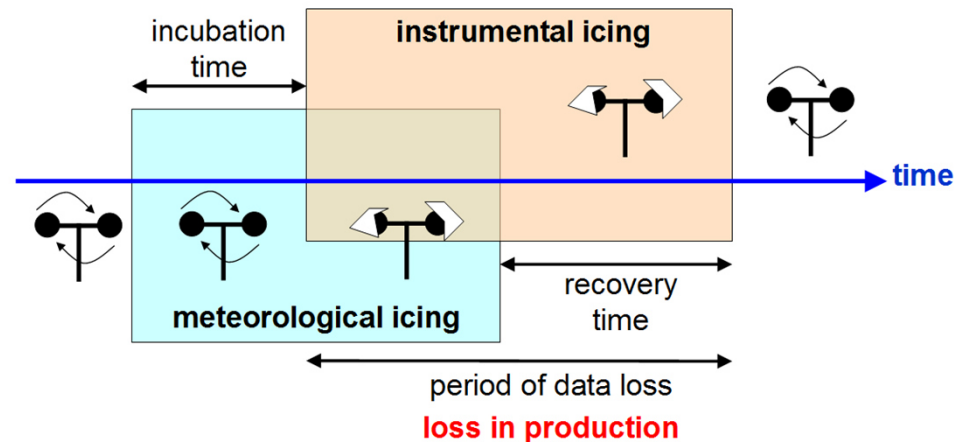 incubation
time
instrumental icing
time
meteorological icing
recovery
time
period of data loss
loss in production